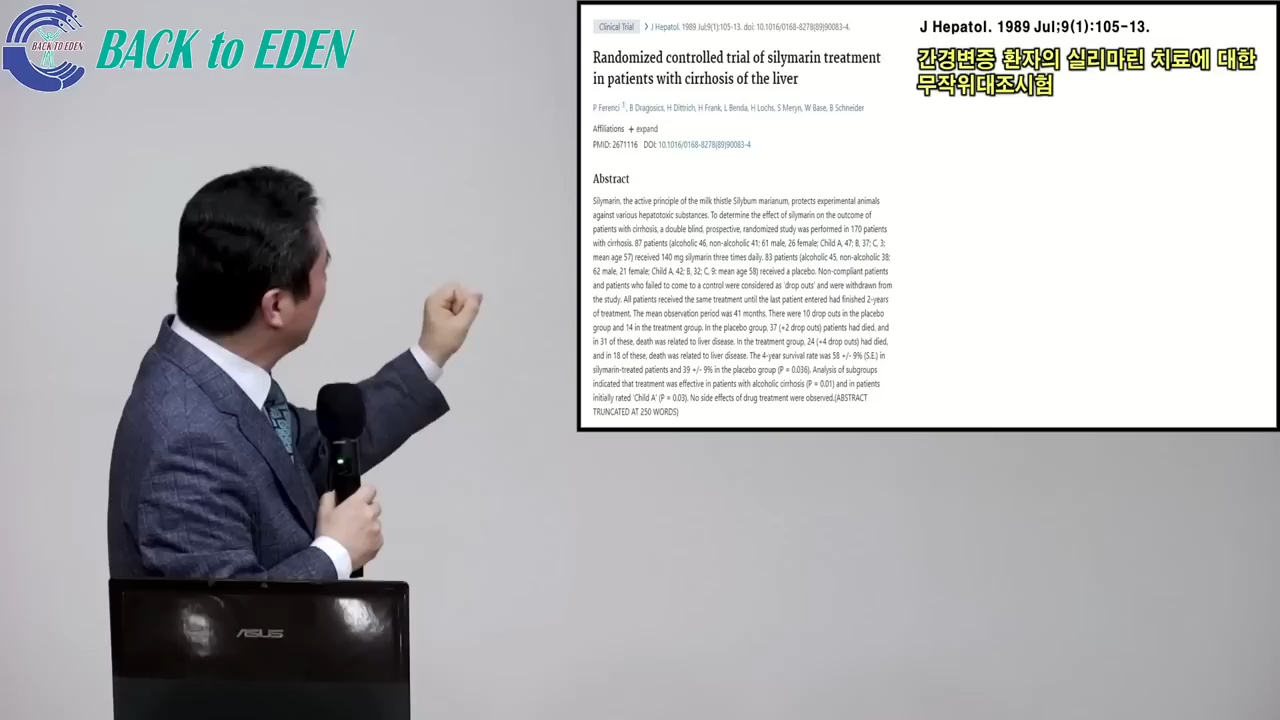 BACK TO EDEN
BACK to EDEN
Clinical Trial > J Hepatol. 1989 Jul;9(1):105-13. doi: 10.1016/0168-8278(89)90083-4.
Randomized controlled trial of silymarin treatment
in patients with cirrhosis of the liver
P Ferenci 1, B Dragosics, H Dittrich, H Frank, L Benda, H Lochs, S Meryn, W Base, B Schneider
Affiliations + expand
PMID: 2671116 DOI: 10.1016/0168-8278(89)90083-4
Abstract
Silymarin, the active principle of the milk thistle Silybum marianum, protects experimental animals
against various hepatotoxic substances. To determine the effect of silymarin on the outcome of
patients with cirrhosis, a double blind, prospective, randomized study was performed in 170 patients
with cirrhosis. 87 patients (alcoholic 46, non-alcoholic 41; 61 male, 26 female; Child A, 47; B, 37; C, 3;
mean age 57) received 140 mg silymarin three times daily. 83 patients (alcoholic 45, non-alcoholic 38;
62 male, 21 female; Child A, 42; B, 32; C, 9: mean age 58) received a placebo. Non-compliant patients
and patients who failed to come to a control were considered as 'drop outs' and were withdrawn from
the study. All patients received the same treatment until the last patient entered had finished 2-years
of treatment. The mean observation period was 41 months. There were 10 drop outs in the placebo
group and 14 in the treatment group. In the placebo group, 37 (+2 drop outs) patients had died, and
in 31 of these, death was related to liver disease. In the treatment group, 24 (+4 drop outs) had died,
and in 18 of these, death was related to liver disease. The 4-year survival rate was 58 +/- 9% (S.E.) in
silymarin-treated patients and 39 +/- 9% in the placebo group (P = 0.036). Analysis of subgroups
indicated that treatment was effective in patients with alcoholic cirrhosis (P = 0.01) and in patients
initially rated 'Child A' (P = 0.03). No side effects of drug treatment were observed.(ABSTRACT
TRUNCATED AT 250 WORDS)
J Hepatol. 1989 Jul;9(1):105-13.
간경변증 환자의 실리마린 치료에 대한
무작위대조시험
ASUS